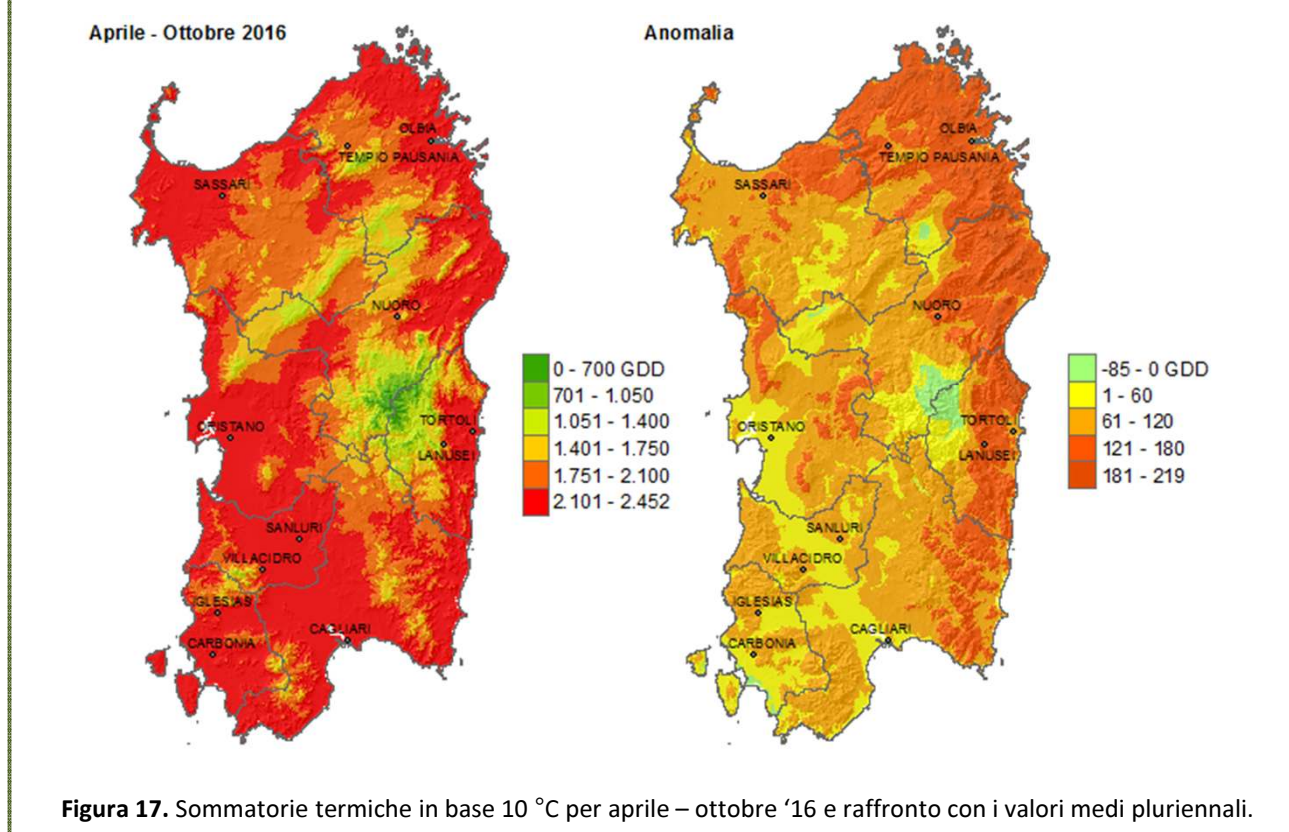 Aprile - Ottobre 2016
OLBIA
TEMPIO PAUSANIA
SASSARI
NUORO
ORISTANO
TORTOLI
LANUSEI
SANLURI
VILLACIDRO
IGLESIAS
CAGLIARI
CARBONIA
0 - 700 GDD
701 - 1.050
1.051 - 1.400
1.401 - 1.750
1.751 - 2.100
2.101 - 2.452
Anomalia
OLBIA
TEMPIO PAUSANIA
SASSARI
NUORO
ORISTANO
TORTOLI
LANUSEI
SANLURI
VILLACIDRO
IGLESIAS
CAGLIARI
CARBONIA
-85 - 0 GDD
1 - 60
61 - 120
121 - 180
181 - 219
Figura 17. Sommatorie termiche in base 10 °C per aprile – ottobre ‘16 e raffronto con i valori medi pluriennali.